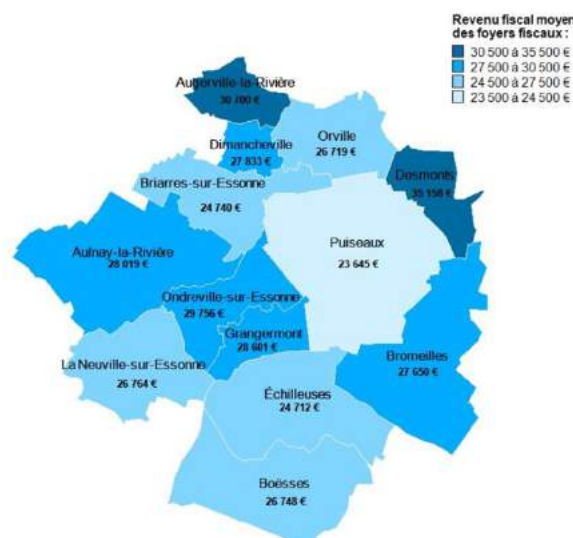 Revenu fiscal moyen
des foyers fiscaux :
30 500 à 35 500 €
27 500 à 30 500 €
24 500 à 27 500 €
23 500 à 24 500 €
Augerville-la-Rivière
30 700 €
Dimancheville
27 833 €
Orville
26 719 €
Desmonts
35 158 €
Briarres-sur-Essonne
24 740 €
Puiseaux
23 645 €
Aulnay-la-Rivière
28 019 €
Ondreville-sur-Essonne
29 756 €
Grangermont
28 601 €
Bromeilles
27 650 €
La Neuville-sur-Essonne
26 764 €
Échilleuses
24 712 €
Boësses
26 748 €